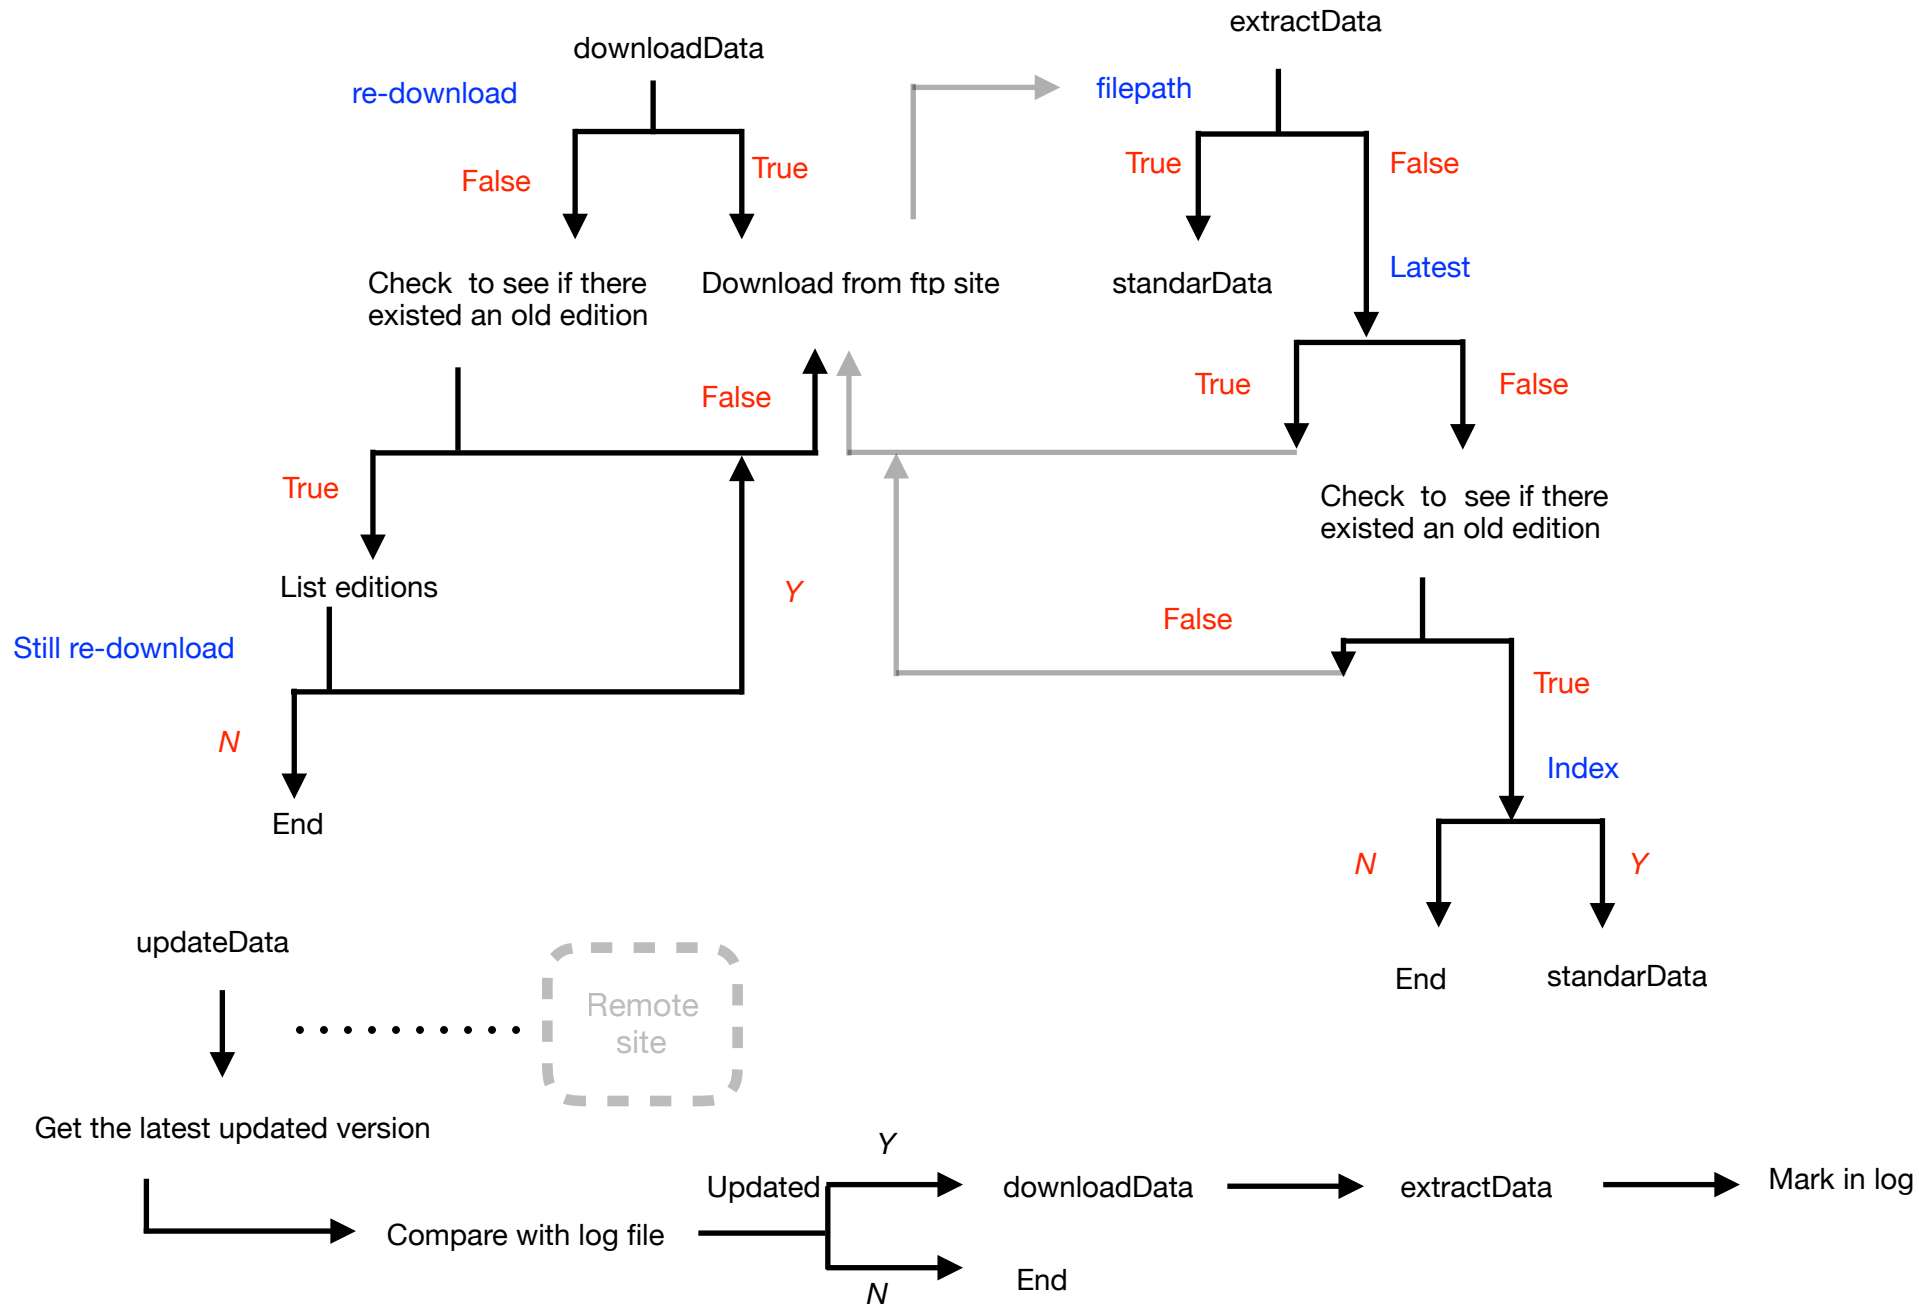 extractData
downloadData
re-download
filepath
False
True
True
False
Check  to see if there
existed an old edition
Download from ftp site
standarData
Latest
False
True
False
True
Check  to  see if there
existed an old edition
List editions
Y
False
Still re-download
True
N
Index
End
N
Y
updateData
End
standarData
Remote
site
Get the latest updated version
Y
Updated
downloadData
extractData
Mark in log
Compare with log file
N
End